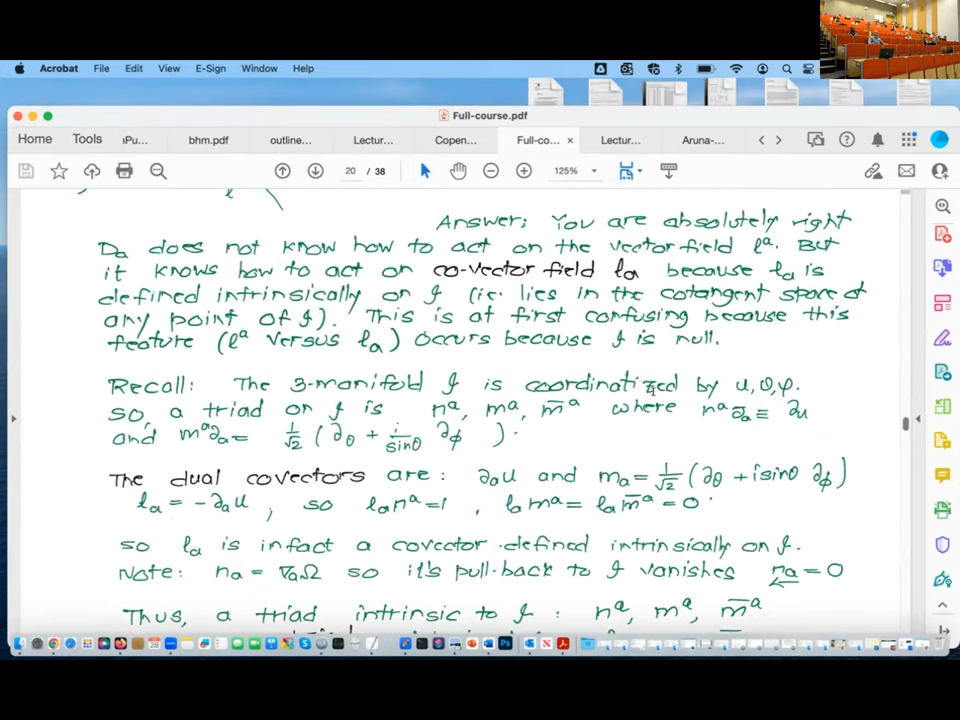 Acrobat File Edit View E-Sign Window Help
Full-course.pdf
Home Tools ıPu... bhm.pdf outline... Lectur... Copen... Full-co... × Lectur... Aruna-...
20 / 38 125%
Answer: You are absolutely right
Da does not know how to act on the vector field lᵃ. But
it knows how to act on co-vector field lₐ because lₐ is
defined intrinsically on ℐ (i.e. lies in the cotangent space of
any point of ℐ). This is at first confusing because this
feature (lᵃ versus lₐ) occurs because ℐ is null.
Recall: The 3-manifold ℐ is coordinatized by u, θ, φ.
So, a triad on ℐ is nᵃ, mᵃ, m̄ᵃ where nᵃ∂ₐ ≡ ∂u
and mᵃ∂ₐ = 1/√2 (∂θ + i/sinθ ∂ϕ).
The dual covectors are: ∂ₐu and mₐ = 1/√2 (∂θ + i sinθ ∂ϕ)
lₐ = -∂ₐu, so lₐnᵃ=1, lₐmᵃ = lₐm̄ᵃ = 0.
so lₐ is infact a covector defined intrinsically on ℐ.
Note: nₐ = ∇ₐΩ so it's pull-back to ℐ vanishes nₐ = 0
Thus, a triad intrinsic to ℐ: nᵃ, mᵃ, m̄ᵃ